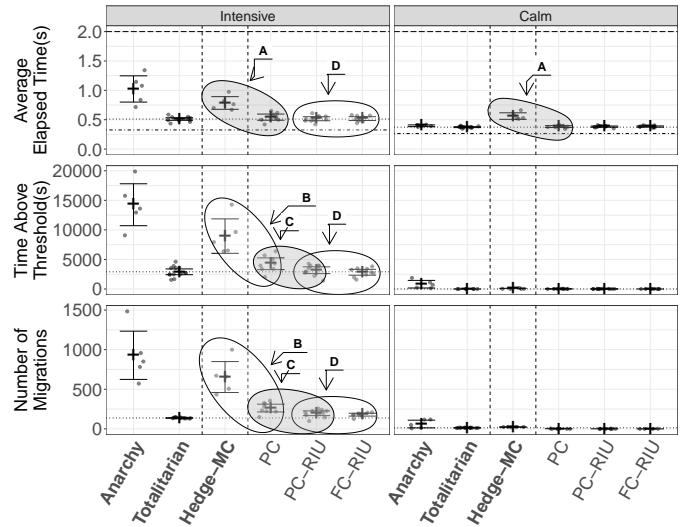 Intensive
Calm
Average
Elapsed Time(s)
2.0
1.5
1.0
0.5
0.0
A
D
A
Time Above
Threshold(s)
20000
15000
10000
5000
0
B
C
D
Number of
Migrations
1500
1000
500
0
B
C
D
Anarchy
Totalitarian
Hedge−MC
PC
PC−RIU
FC−RIU
Anarchy
Totalitarian
Hedge−MC
PC
PC−RIU
FC−RIU